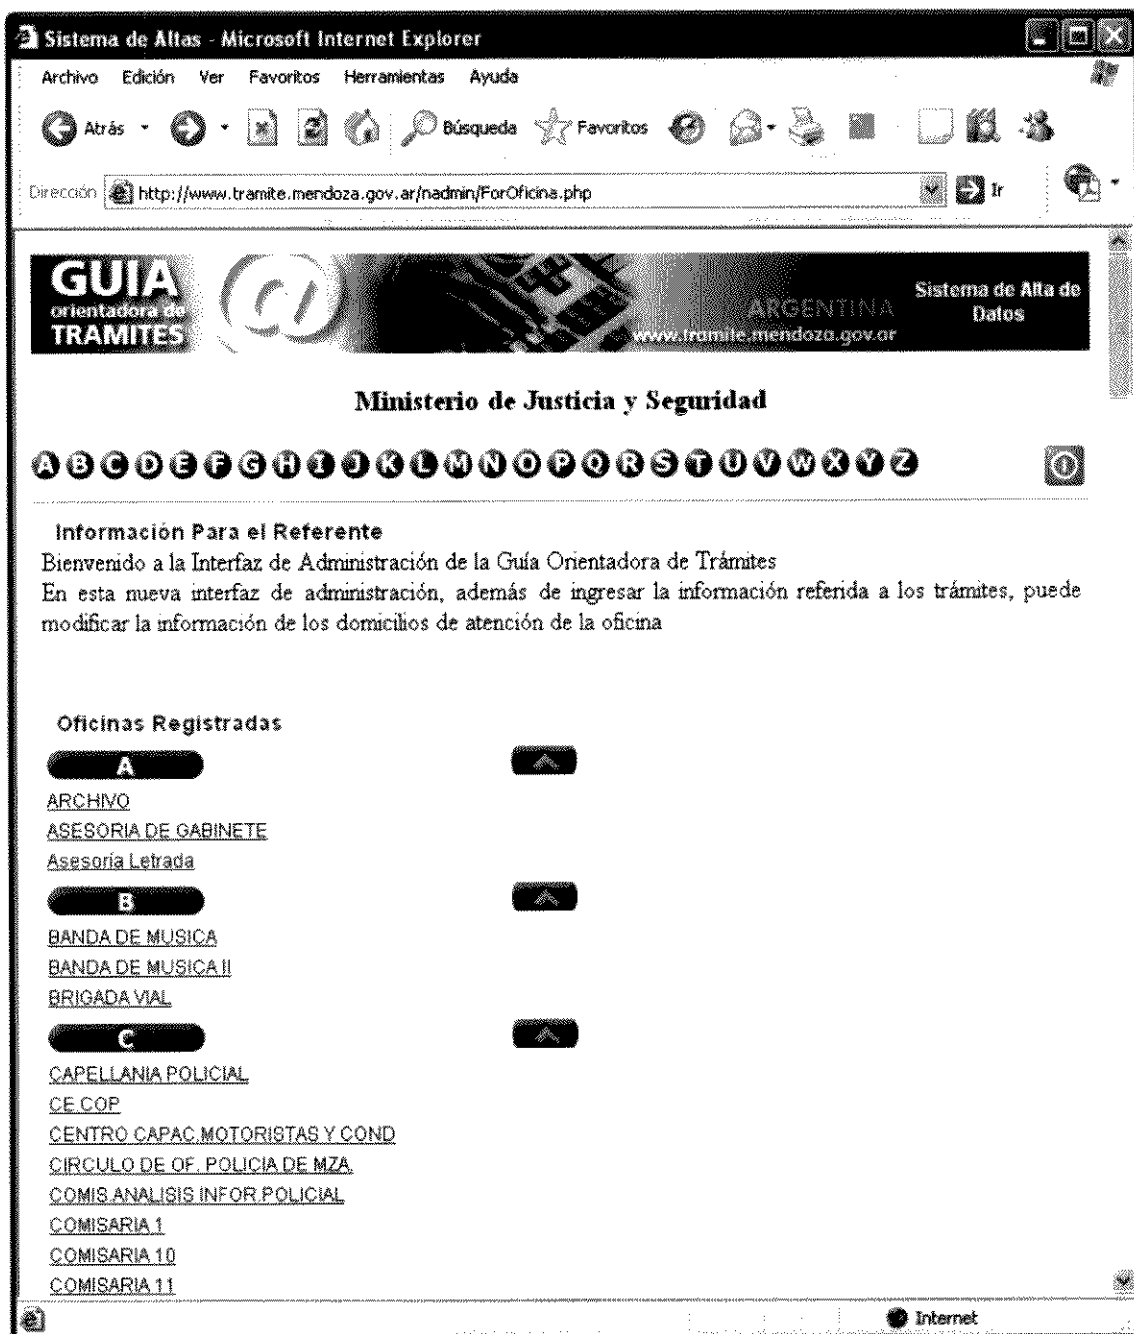 Sistema de Altas - Microsoft Internet Explorer
Archivo Edición Ver Favoritos Herramientas Ayuda
Atrás Búsqueda Favoritos
Dirección http://www.tramite.mendoza.gov.ar/nadmin/ForOficina.php Ir
GUIA
orientadora de
TRAMITES
ARGENTINA
www.tramite.mendoza.gov.ar
Sistema de Alta de
Datos
Ministerio de Justicia y Seguridad
A B C D E F G H I J K L M N O P Q R S T U V W X Y Z
Información Para el Referente
Bienvenido a la Interfaz de Administración de la Guía Orientadora de Trámites
En esta nueva interfaz de administración, además de ingresar la información referida a los trámites, puede
modificar la información de los domicilios de atención de la oficina
Oficinas Registradas
A
ARCHIVO
ASESORIA DE GABINETE
Asesoría Letrada
B
BANDA DE MUSICA
BANDA DE MUSICA II
BRIGADA VIAL
C
CAPELLANIA POLICIAL
CE.COP
CENTRO CAPAC.MOTORISTAS Y COND
CIRCULO DE OF. POLICIA DE MZA.
COMIS.ANALISIS INFOR.POLICIAL
COMISARIA 1
COMISARIA 10
COMISARIA 11
Internet